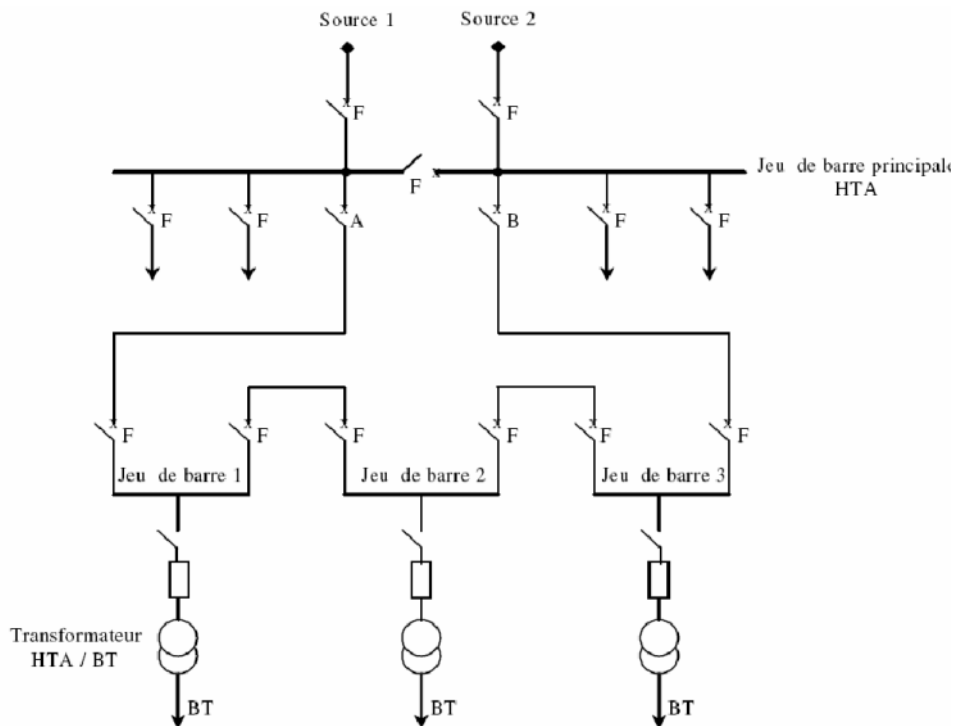 Source 1
Source 2
F
F
F
Jeu de barre principale
HTA
F
F
A
B
F
F
F
F
F
F
F
F
Jeu de barre 1
Jeu de barre 2
Jeu de barre 3
Transformateur
HTA / BT
BT
BT
BT